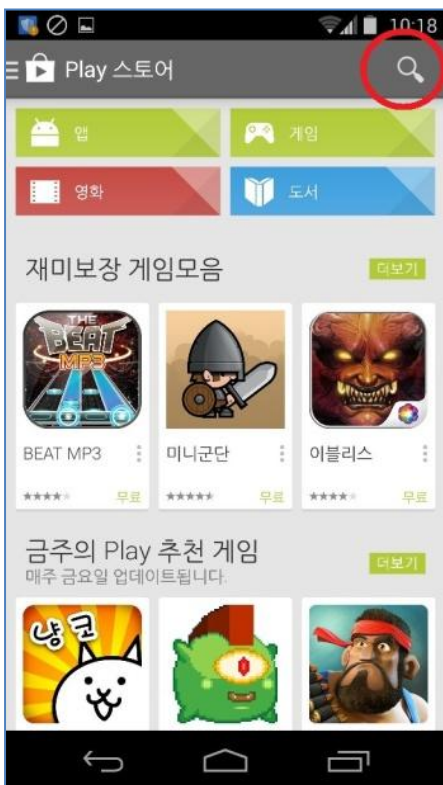 10:18
Play 스토어
앱
게임
영화
도서
재미보장 게임모음
더보기
THE
BEAT
MP3
BEAT MP3
미니군단
이블리스
무료
무료
무료
금주의 Play 추천 게임
더보기
매주 금요일 업데이트됩니다.
냥코